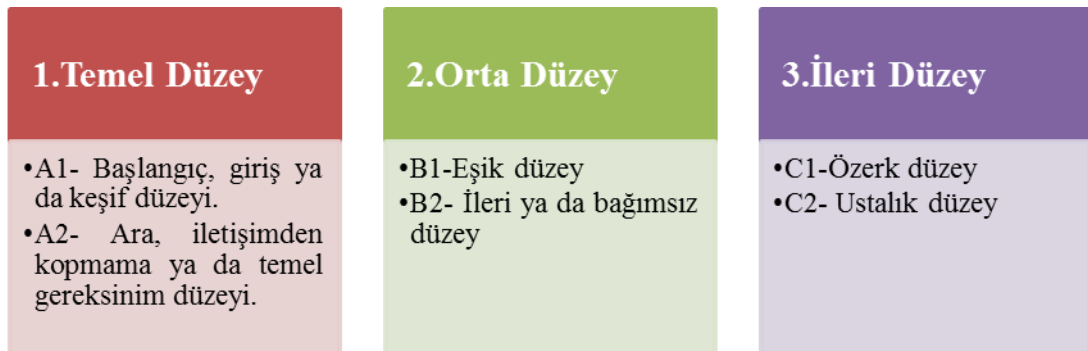 1.Temel Düzey
•A1- Başlangıç, giriş ya
da keşif düzeyi.
•A2- Ara, iletişimden
kopmama ya da temel
gereksinim düzeyi.
2.Orta Düzey
•B1-Eşik düzey
•B2- İleri ya da bağımsız
düzey
3.İleri Düzey
•C1-Özerk düzey
•C2- Ustalık düzey